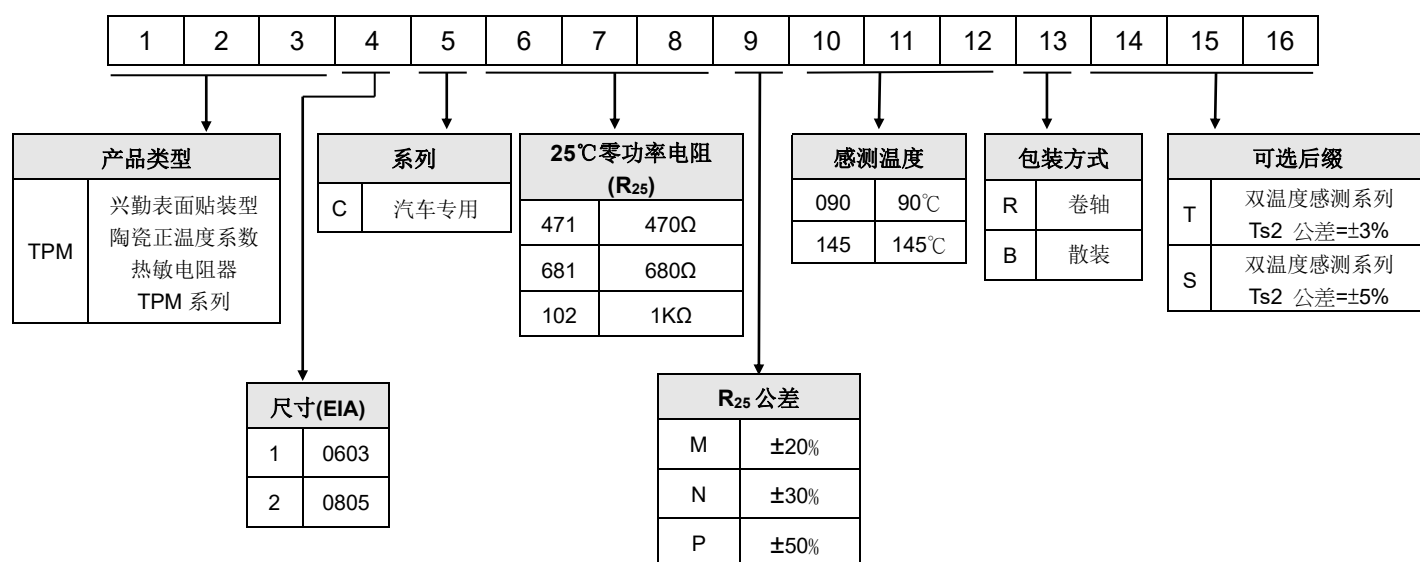 1 2 3 4 5 6 7 8 9 10 11 12 13 14 15 16
产品类型
TPM
兴勤表面贴装型
陶瓷正温度系数
热敏电阻器
TPM 系列
尺寸(EIA)
1 0603
2 0805
系列
C 汽车专用
25℃零功率电阻
(R₂₅)
471 470Ω
681 680Ω
102 1KΩ
R₂₅ 公差
M ±20%
N ±30%
P ±50%
感测温度
090 90℃
145 145℃
包装方式
R 卷轴
B 散装
可选后缀
T
双温度感测系列
Ts2 公差=±3%
S
双温度感测系列
Ts2 公差=±5%